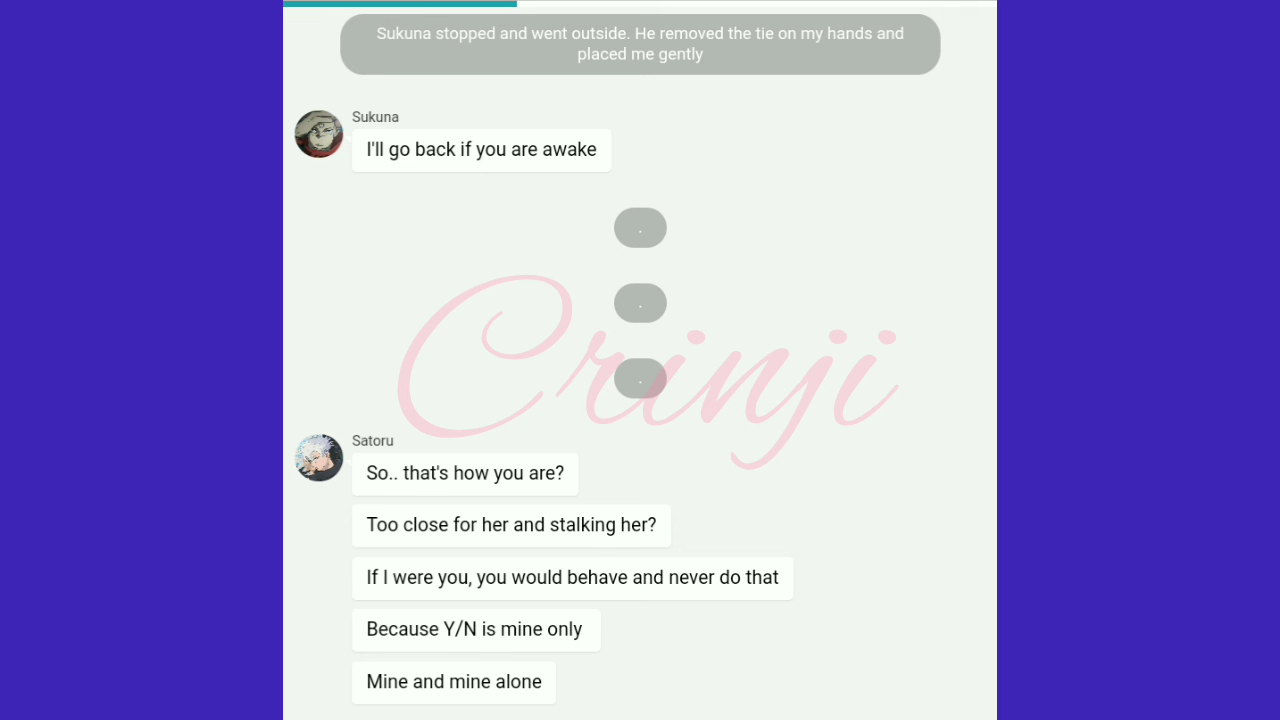 Sukuna stopped and went outside. He removed the tie on my hands and
placed me gently
Sukuna
I'll go back if you are awake
.
.
.
Crinji
Satoru
So.. that's how you are?
Too close for her and stalking her?
If I were you, you would behave and never do that
Because Y/N is mine only
Mine and mine alone